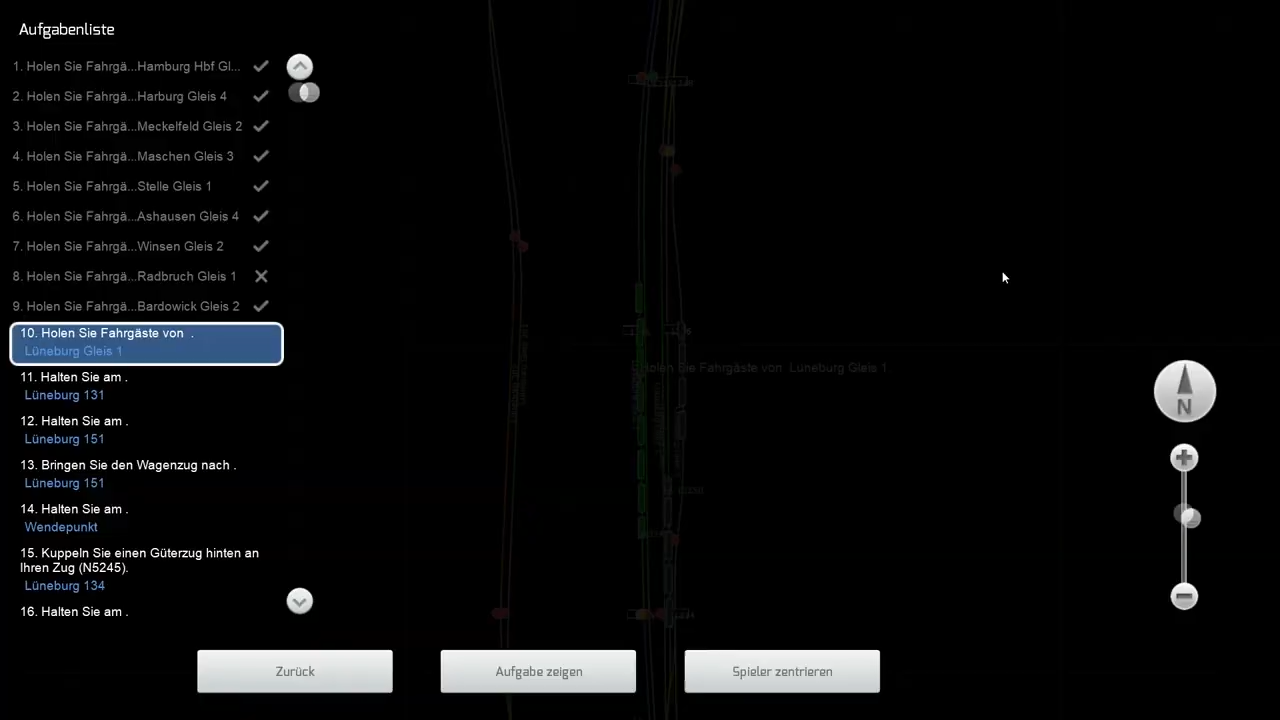 Aufgabenliste
1. Holen Sie Fahrgä...Hamburg Hbf Gl...
2. Holen Sie Fahrgä...Harburg Gleis 4
3. Holen Sie Fahrgä...Meckelfeld Gleis 2
4. Holen Sie Fahrgä...Maschen Gleis 3
5. Holen Sie Fahrgä...Stelle Gleis 1
6. Holen Sie Fahrgä...Ashausen Gleis 4
7. Holen Sie Fahrgä...Winsen Gleis 2
8. Holen Sie Fahrgä...Radbruch Gleis 1
9. Holen Sie Fahrgä...Bardowick Gleis 2
10. Holen Sie Fahrgäste von .
Lüneburg Gleis 1
11. Halten Sie am .
Lüneburg 131
12. Halten Sie am .
Lüneburg 151
13. Bringen Sie den Wagenzug nach .
Lüneburg 151
14. Halten Sie am .
Wendepunkt
15. Kuppeln Sie einen Güterzug hinten an
Ihren Zug (N5245).
Lüneburg 134
16. Halten Sie am .
Holen Sie Fahrgäste von Lüneburg Gleis 1.
N
Zurück
Aufgabe zeigen
Spieler zentrieren